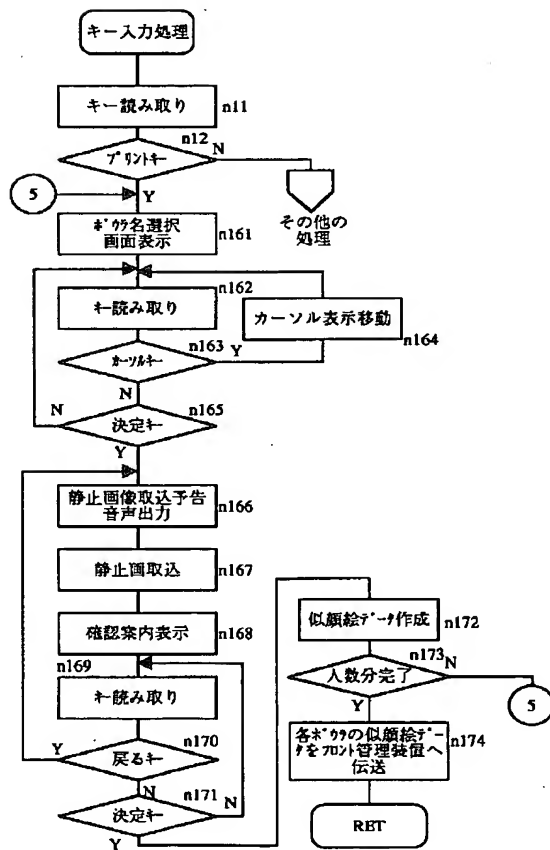 キー入力処理
キー読み取り
n11
n12
プリントキー
N
Y
5
その他の
処理
ボウラ名選択
画面表示
n161
n162
キー読み取り
カーソル表示移動
n164
n163
カーソルキー
Y
N
n165
N
決定キー
Y
静止画像取込予告
音声出力
n166
静止画取込
n167
確認案内表示
n168
n169
キー読み取り
n170
Y
戻るキー
N
n171
N
決定キー
Y
似顔絵データ作成
n172
n173
N
人数分完了
Y
5
各ボウラの似顔絵デー
タをフロント管理装置へ
伝送
n174
RET